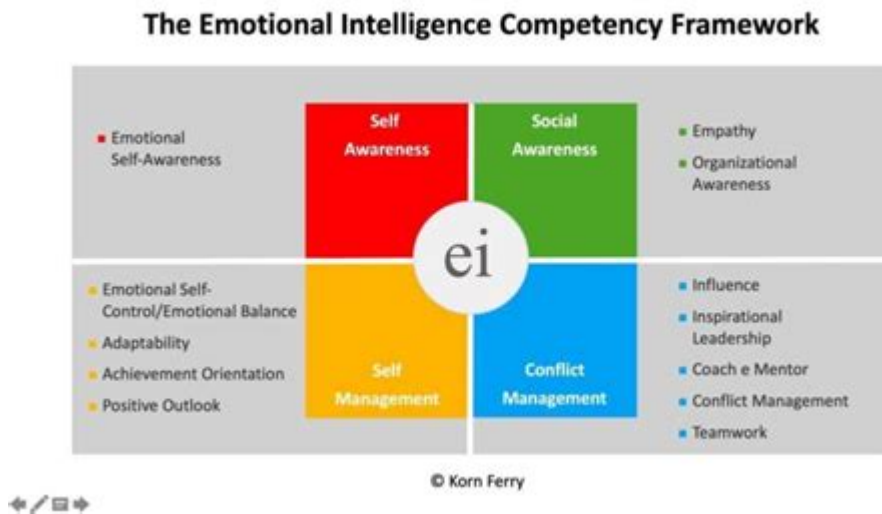 The Emotional Intelligence Competency Framework
Emotional
Self-Awareness
Self
Awareness
Social
Awareness
Empathy
Organizational
Awareness
ei
Emotional Self-
Control/Emotional Balance
Adaptability
Achievement Orientation
Positive Outlook
Self
Management
Conflict
Management
Influence
Inspirational
Leadership
Coach e Mentor
Conflict Management
Teamwork
© Korn Ferry